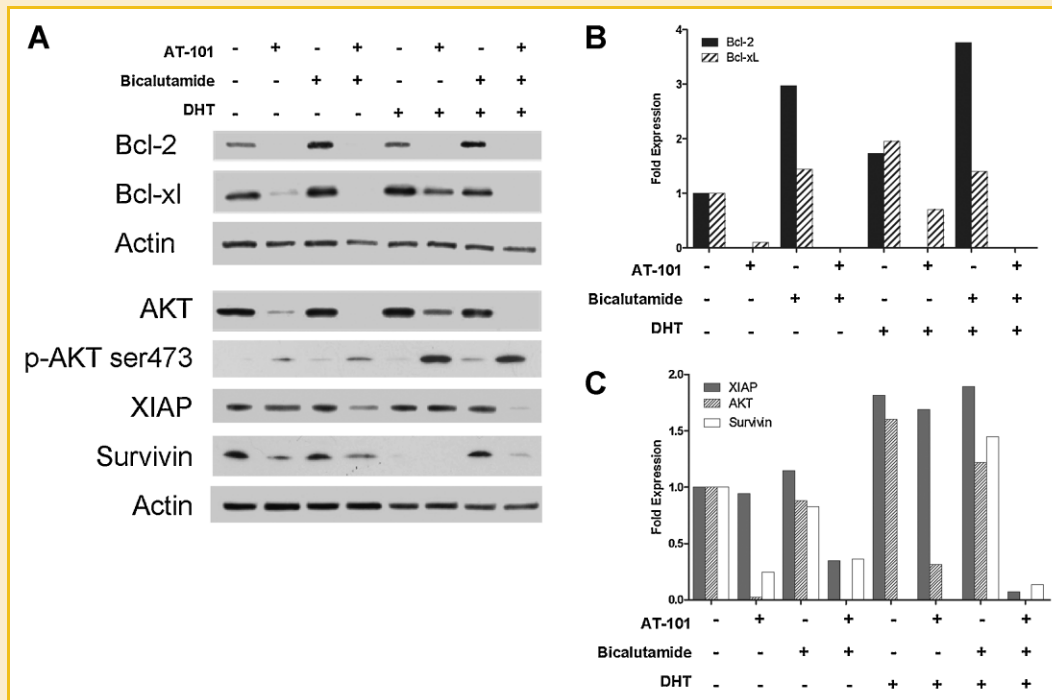 A
AT-101 - + - + - + - +
Bicalutamide - - + + - - + +
DHT - - - - + + + +
Bcl-2
Bcl-xl
Actin
AKT
p-AKT ser473
XIAP
Survivin
Actin
B
Bcl-2
Bcl-xL
Fold Expression
4
3
2
1
0
AT-101 - + - + - + - +
Bicalutamide - - + + - - + +
DHT - - - - + + + +
C
XIAP
AKT
Survivin
Fold Expression
2.0
1.5
1.0
0.5
0.0
AT-101 - + - + - + - +
Bicalutamide - - + + - - + +
DHT - - - - + + + +